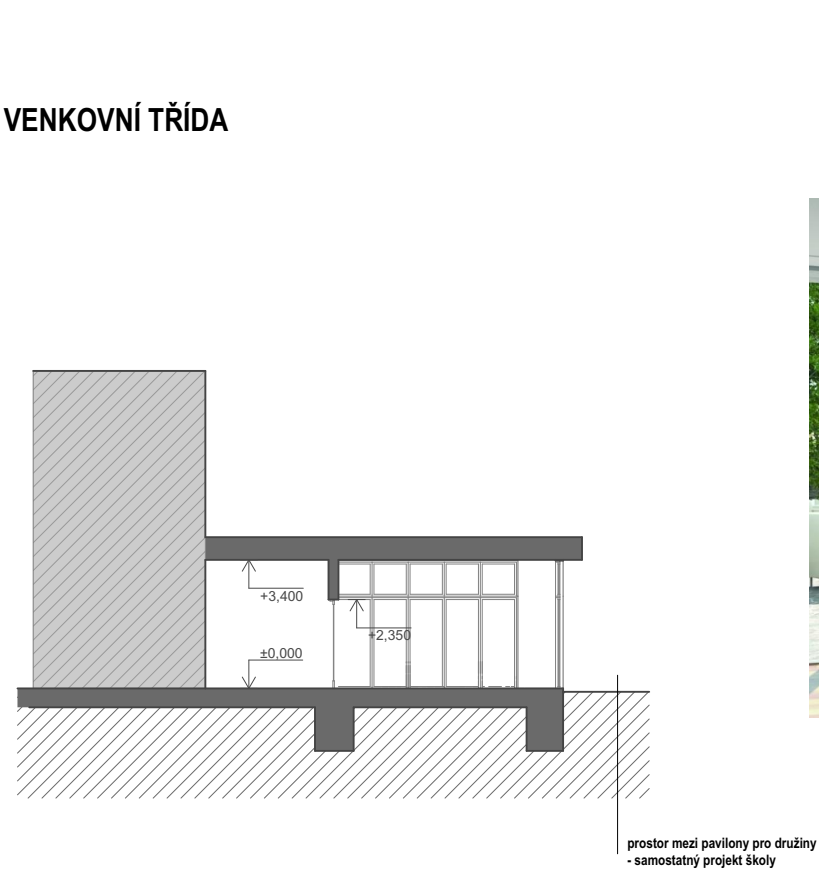 VENKOVNÍ TŘÍDA
+3,400
+2,350
±0,000
prostor mezi pavilony pro družiny
- samostatný projekt školy